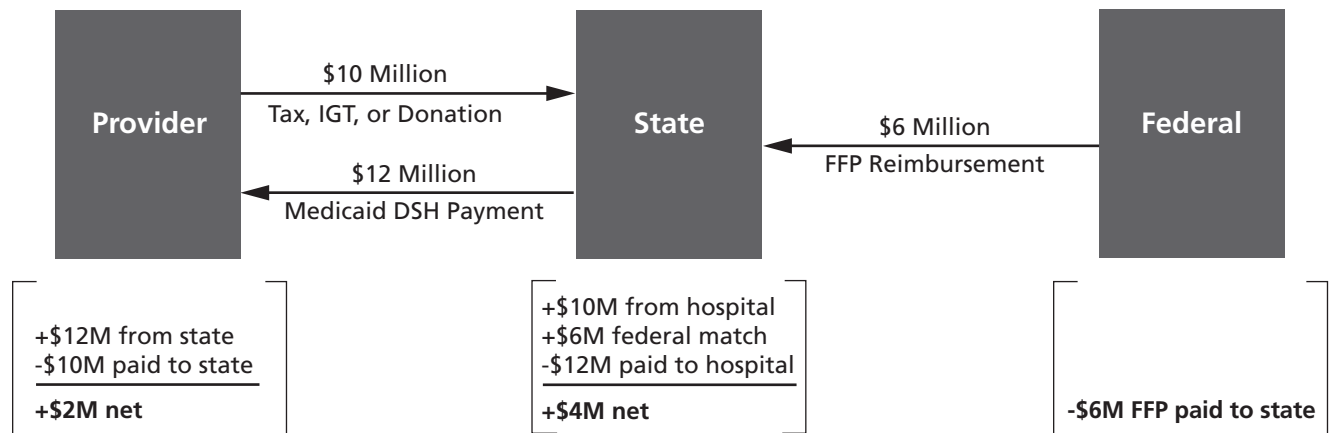 Provider
$10 Million
Tax, IGT, or Donation
$12 Million
Medicaid DSH Payment
State
$6 Million
FFP Reimbursement
Federal
+$12M from state
-$10M paid to state
+$2M net
+$10M from hospital
+$6M federal match
-$12M paid to hospital
+$4M net
-$6M FFP paid to state